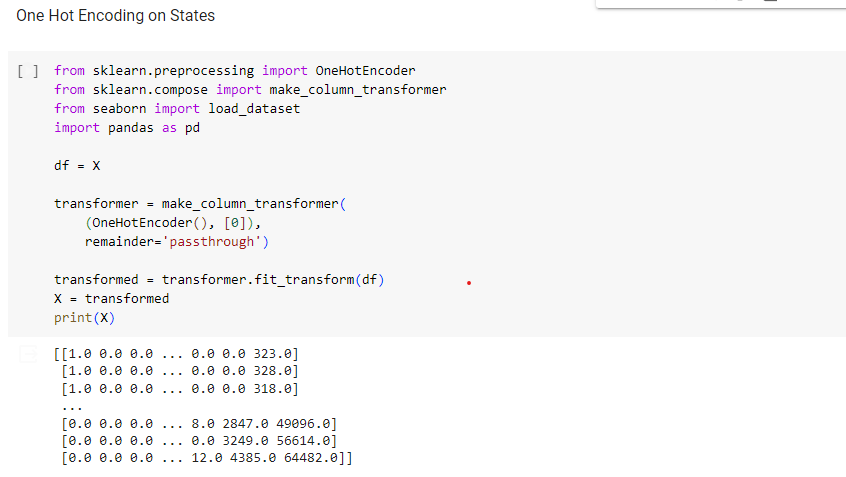 One Hot Encoding on States
[ ] from sklearn.preprocessing import OneHotEncoder
from sklearn.compose import make_column_transformer
from seaborn import load_dataset
import pandas as pd
df = X
transformer = make_column_transformer(
(OneHotEncoder(), [0]),
remainder='passthrough')
transformed = transformer.fit_transform(df)
X = transformed
print(X)
[[1.0 0.0 0.0 ... 0.0 0.0 323.0]
[1.0 0.0 0.0 ... 0.0 0.0 328.0]
[1.0 0.0 0.0 ... 0.0 0.0 318.0]
...
[0.0 0.0 0.0 ... 8.0 2847.0 49096.0]
[0.0 0.0 0.0 ... 0.0 3249.0 56614.0]
[0.0 0.0 0.0 ... 12.0 4385.0 64482.0]]